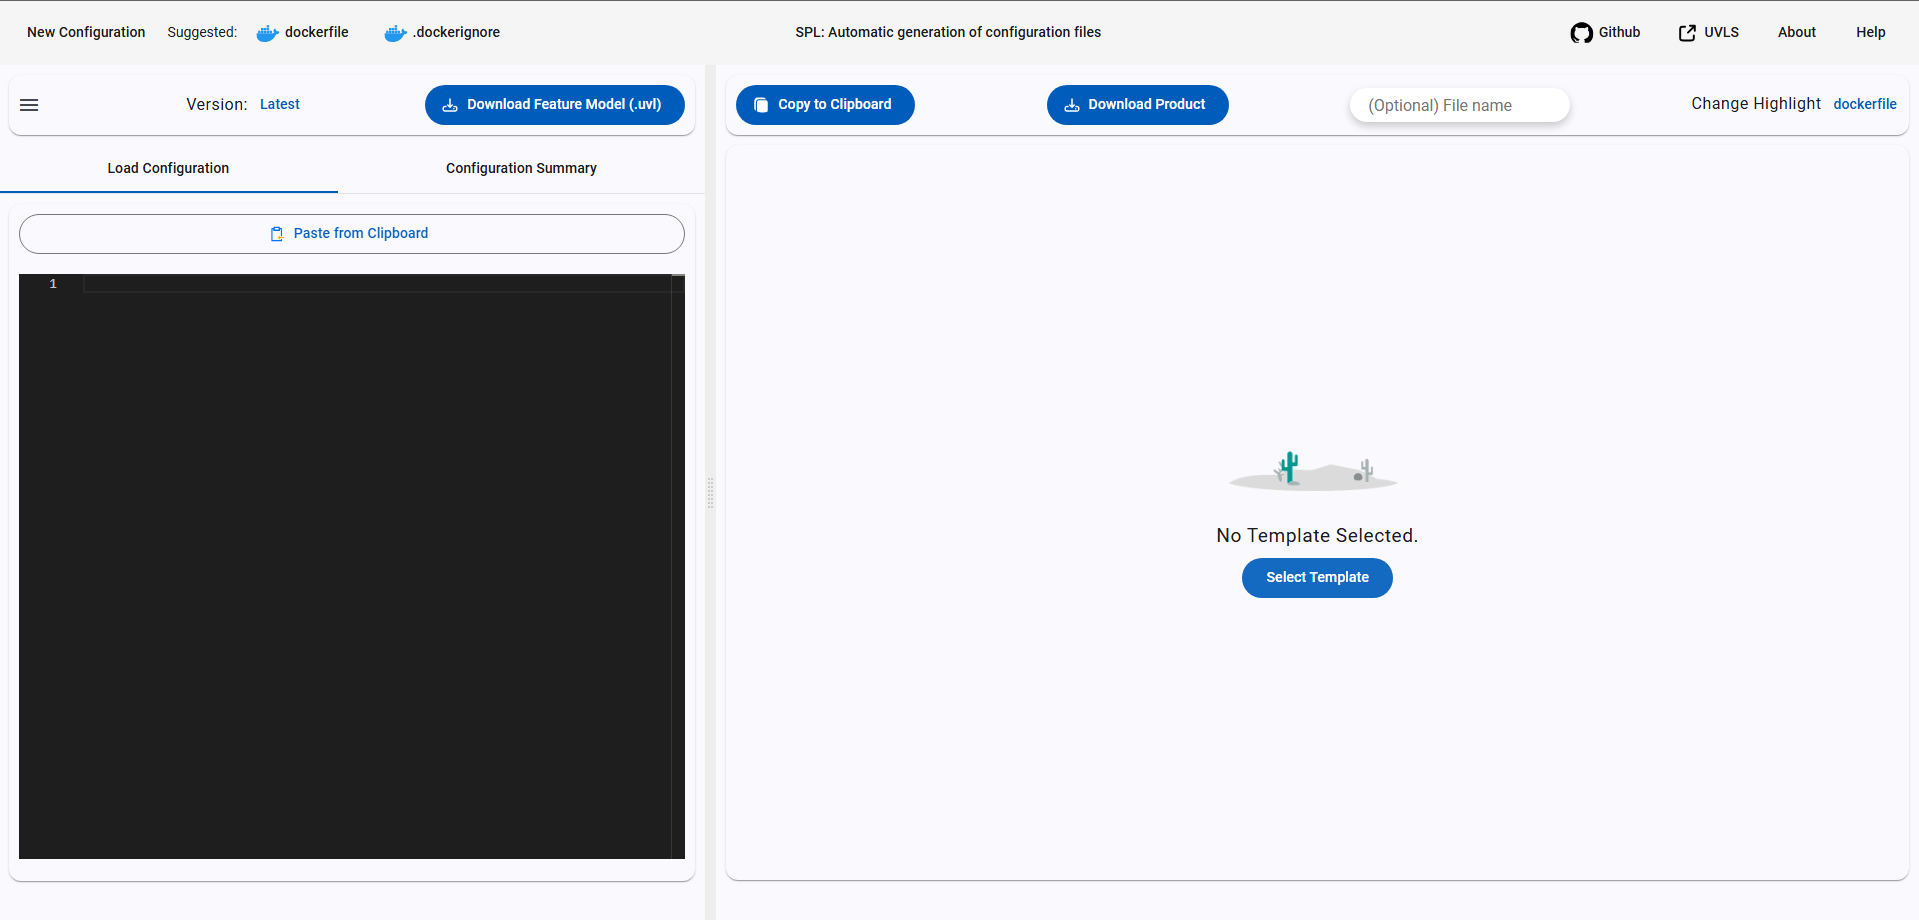 New Configuration Suggested: dockerfile .dockerignore SPL: Automatic generation of configuration files Github UVLS About Help
Version: Latest Download Feature Model (.uvl)
Copy to Clipboard Download Product (Optional) File name Change Highlight dockerfile
Load Configuration Configuration Summary
Paste from Clipboard
1
No Template Selected.
Select Template